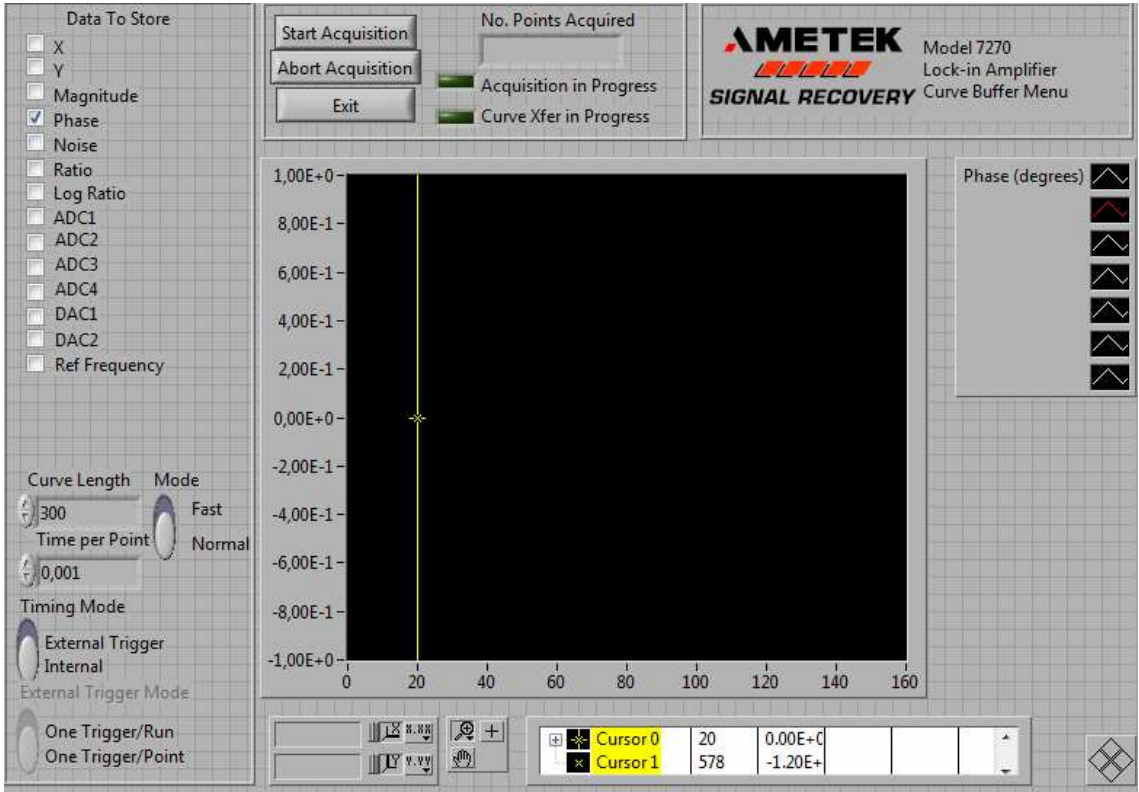 Data To Store
X
Y
Magnitude
Phase
Noise
Ratio
Log Ratio
ADC1
ADC2
ADC3
ADC4
DAC1
DAC2
Ref Frequency
Curve Length
300
Mode
Fast
Normal
Time per Point
0,001
Timing Mode
External Trigger
Internal
External Trigger Mode
One Trigger/Run
One Trigger/Point
Start Acquisition
Abort Acquisition
Exit
No. Points Acquired
Acquisition in Progress
Curve Xfer in Progress
AMETEK
SIGNAL RECOVERY
Model 7270
Lock-in Amplifier
Curve Buffer Menu
1,00E+0
8,00E-1
6,00E-1
4,00E-1
2,00E-1
0,00E+0
-2,00E-1
-4,00E-1
-6,00E-1
-8,00E-1
-1,00E+0
0 20 40 60 80 100 120 140 160
Phase (degrees)
X X.XX
Y Y.YY
Cursor 0 20 0.00E+0
Cursor 1 578 -1.20E+